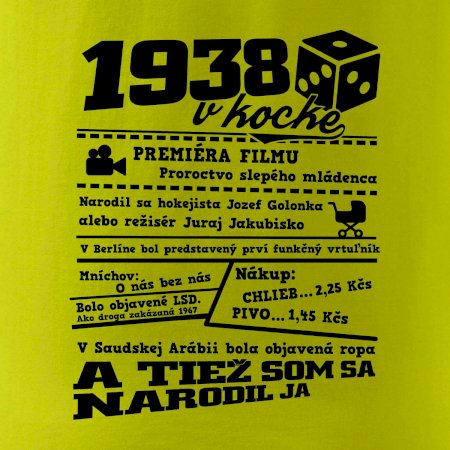 1938
v kocke
PREMIÉRA FILMU
Proroctvo slepého mládenca
Narodil sa hokejista Jozef Golonka
alebo režisér Juraj Jakubisko
V Berlíne bol predstavený prví funkčný vrtuľník
Mníchov:
O nás bez nás
Bolo objavené LSD.
Ako droga zakázaná 1967
Nákup:
CHLIEB... 2,25 Kčs
PIVO... 1,45 Kčs
V Saudskej Arábii bola objavená ropa
A TIEŽ SOM SA
NARODIL JA